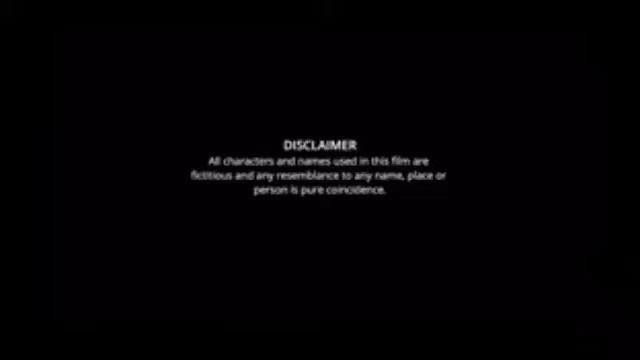 DISCLAIMER
All characters and names used in this film are
fictitious and any resemblance to any name, place or
person is pure coincidence.